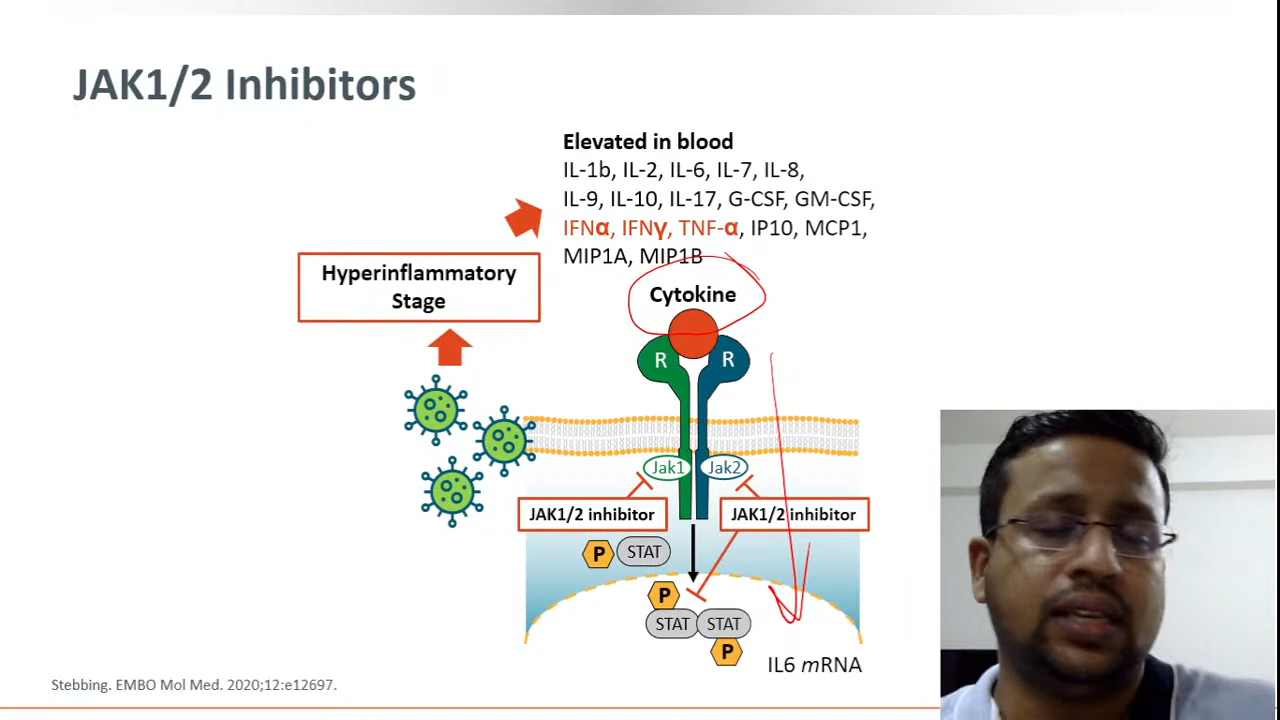 JAK1/2 Inhibitors
Elevated in blood
IL-1b, IL-2, IL-6, IL-7, IL-8,
IL-9, IL-10, IL-17, G-CSF, GM-CSF,
IFNα, IFNγ, TNF-α, IP10, MCP1,
MIP1A, MIP1B
Hyperinflammatory
Stage
Cytokine
R
R
Jak1
Jak2
JAK1/2 inhibitor
JAK1/2 inhibitor
P
STAT
P
STAT
STAT
P
IL6 mRNA
Stebbing. EMBO Mol Med. 2020;12:e12697.